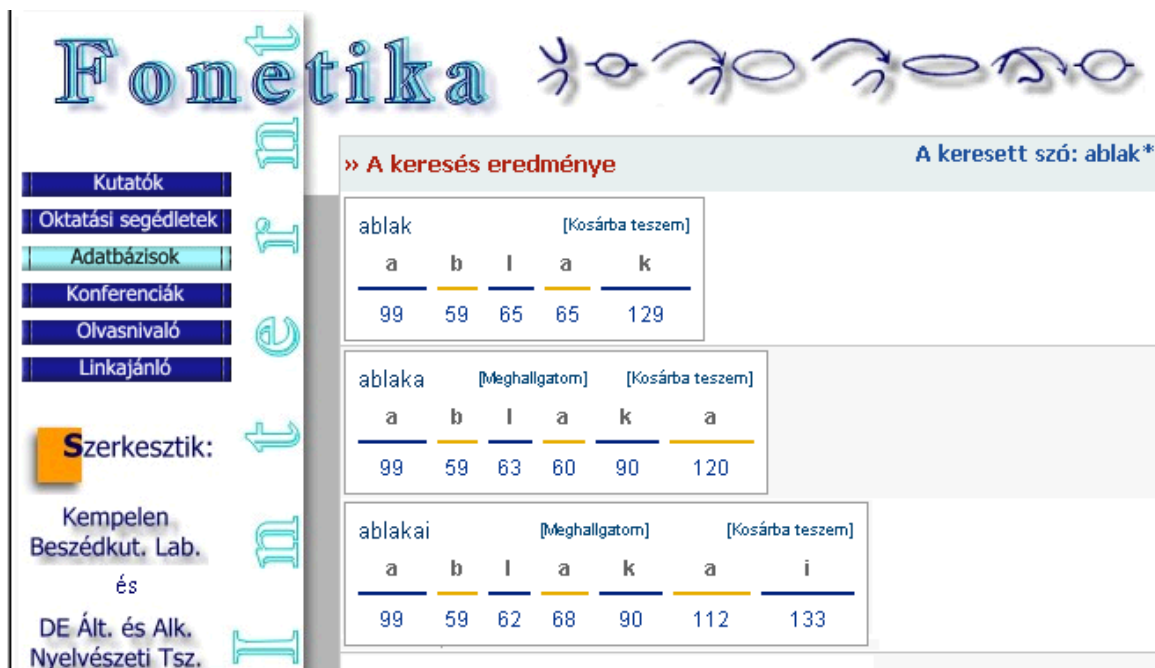 Fonetika
Internet
Kutatók
Oktatási segédletek
Adatbázisok
Konferenciák
Olvasnivaló
Linkajánló
Szerkesztik:
Kempelen
Beszédkut. Lab.
és
DE Ált. és Alk.
Nyelvészeti Tsz.
» A keresés eredménye
A keresett szó: ablak*
ablak [Kosárba teszem]
a b l a k
99 59 65 65 129
ablaka [Meghallgatom] [Kosárba teszem]
a b l a k a
99 59 63 60 90 120
ablakai [Meghallgatom] [Kosárba teszem]
a b l a k a i
99 59 62 68 90 112 133